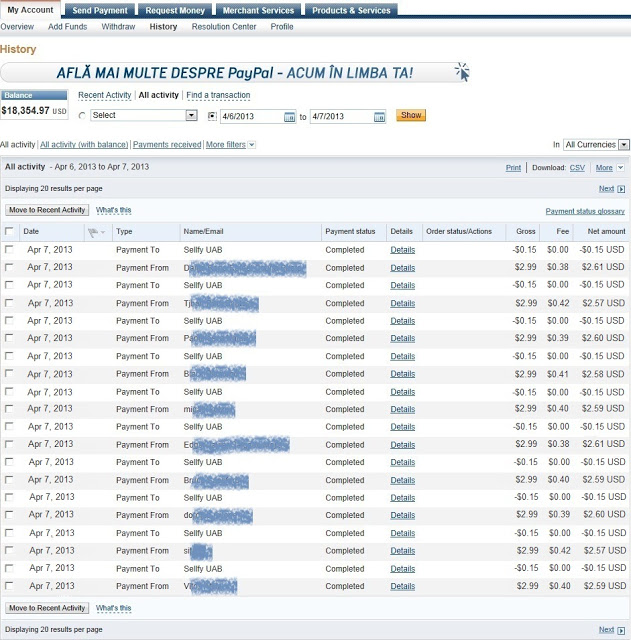 My Account Send Payment Request Money Merchant Services Products & Services
Overview Add Funds Withdraw History Resolution Center Profile
History
AFLĂ MAI MULTE DESPRE PayPal - ACUM ÎN LIMBA TA!
Balance Recent Activity All activity Find a transaction
$18,354.97 USD Select 4/6/2013 to 4/7/2013 Show
All activity All activity (with balance) Payments received More filters In All Currencies
All activity - Apr 6, 2013 to Apr 7, 2013 Print Download: CSV More
Displaying 20 results per page Next
Move to Recent Activity What's this Payment status glossary
Date Type Name/Email Payment status Details Order status/Actions Gross Fee Net amount
Apr 7, 2013 Payment To Sellfy UAB Completed Details -$0.15 $0.00 -$0.15 USD
Apr 7, 2013 Payment From Completed Details $2.99 $0.38 $2.61 USD
Apr 7, 2013 Payment To Sellfy UAB Completed Details -$0.15 $0.00 -$0.15 USD
Apr 7, 2013 Payment From Completed Details $2.99 $0.42 $2.57 USD
Apr 7, 2013 Payment To Sellfy UAB Completed Details -$0.15 $0.00 -$0.15 USD
Apr 7, 2013 Payment From Completed Details $2.99 $0.39 $2.60 USD
Apr 7, 2013 Payment To Sellfy UAB Completed Details -$0.15 $0.00 -$0.15 USD
Apr 7, 2013 Payment From Completed Details $2.99 $0.41 $2.58 USD
Apr 7, 2013 Payment To Sellfy UAB Completed Details -$0.15 $0.00 -$0.15 USD
Apr 7, 2013 Payment From Completed Details $2.99 $0.40 $2.59 USD
Apr 7, 2013 Payment To Sellfy UAB Completed Details -$0.15 $0.00 -$0.15 USD
Apr 7, 2013 Payment From Completed Details $2.99 $0.38 $2.61 USD
Apr 7, 2013 Payment To Sellfy UAB Completed Details -$0.15 $0.00 -$0.15 USD
Apr 7, 2013 Payment From Completed Details $2.99 $0.40 $2.59 USD
Apr 7, 2013 Payment To Sellfy UAB Completed Details -$0.15 $0.00 -$0.15 USD
Apr 7, 2013 Payment From Completed Details $2.99 $0.39 $2.60 USD
Apr 7, 2013 Payment To Sellfy UAB Completed Details -$0.15 $0.00 -$0.15 USD
Apr 7, 2013 Payment From Completed Details $2.99 $0.42 $2.57 USD
Apr 7, 2013 Payment To Sellfy UAB Completed Details -$0.15 $0.00 -$0.15 USD
Apr 7, 2013 Payment From Completed Details $2.99 $0.40 $2.59 USD
Move to Recent Activity What's this
Displaying 20 results per page Next